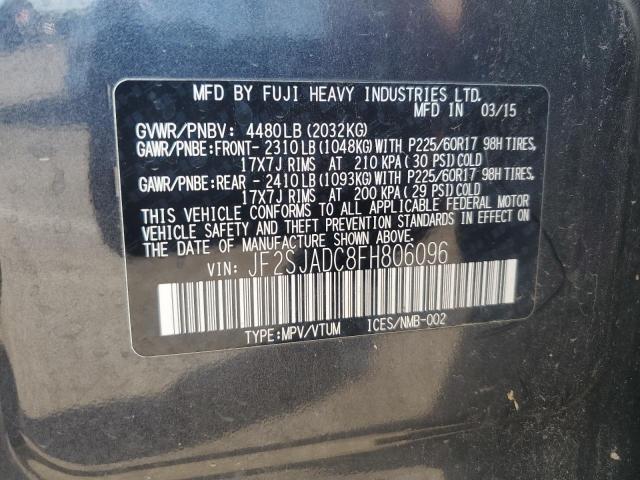 MFD BY FUJI HEAVY INDUSTRIES LTD.
MFD IN 03/15
GVWR/PNBV: 4480LB (2032KG)
GAWR/PNBE:FRONT- 2310LB(1048KG)WITH P225/60R17 98H TIRES,
17X7J RIMS AT 210 KPA(30 PSI)COLD
GAWR/PNBE:REAR - 2410LB(1093KG)WITH P225/60R17 98H TIRES,
17X7J RIMS AT 200 KPA(29 PSI)COLD
THIS VEHICLE CONFORMS TO ALL APPLICABLE FEDERAL MOTOR
VEHICLE SAFETY AND THEFT PREVENTION STANDARDS IN EFFECT ON
THE DATE OF MANUFACTURE SHOWN ABOVE.
VIN: JF2SJADC8FH806096
TYPE:MPV/VTUM ICES/NMB-002